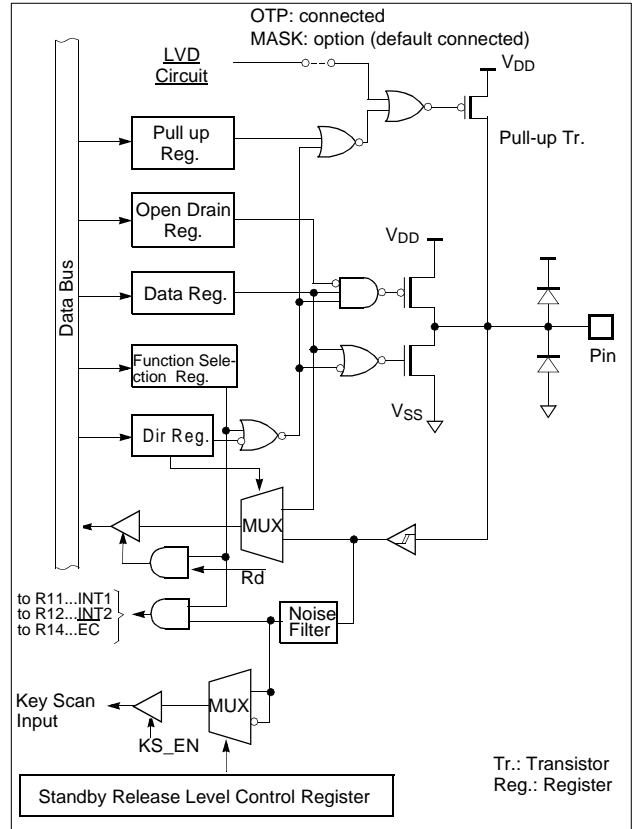 OTP: connected
MASK: option (default connected)
LVD
Circuit
VDD
Pull-up Tr.
Pull up
Reg.
Open Drain
Reg.
VDD
Data Bus
Data Reg.
Function Sele-
ction Reg.
Pin
VSS
Dir Reg.
MUX
Rd
to R11...INT1
to R12...INT2
to R14...EC
Noise
Filter
Key Scan
Input
MUX
KS_EN
Tr.: Transistor
Reg.: Register
Standby Release Level Control Register